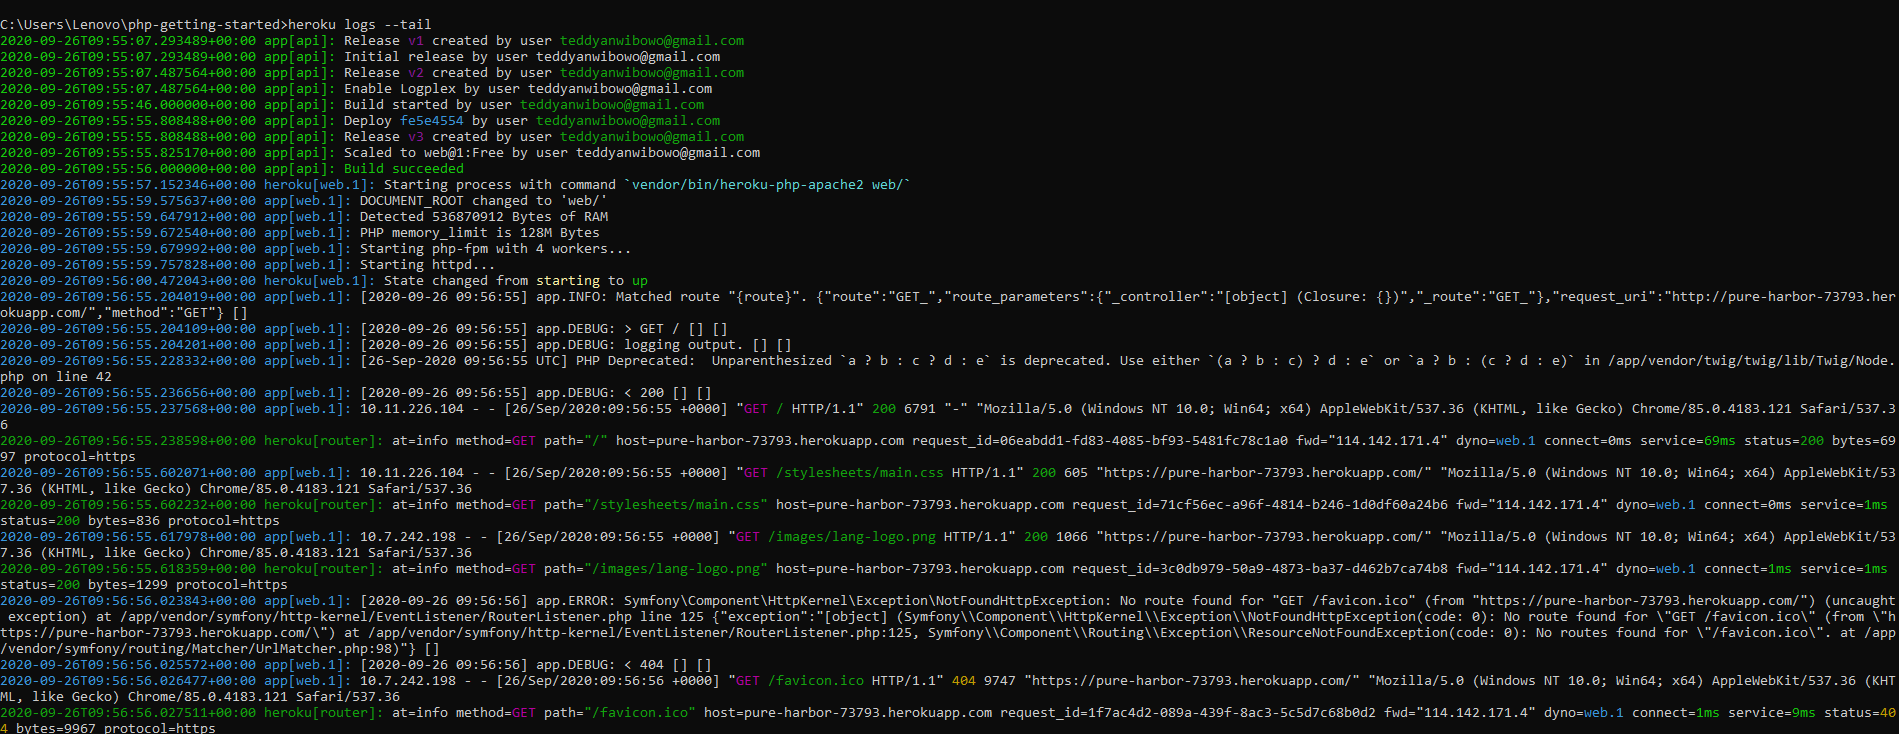 C:\Users\Lenovo\php-getting-started>heroku logs --tail
2020-09-26T09:55:07.293489+00:00 app[api]: Release v1 created by user teddyanwibowo@gmail.com
2020-09-26T09:55:07.293489+00:00 app[api]: Initial release by user teddyanwibowo@gmail.com
2020-09-26T09:55:07.487564+00:00 app[api]: Release v2 created by user teddyanwibowo@gmail.com
2020-09-26T09:55:07.487564+00:00 app[api]: Enable Logplex by user teddyanwibowo@gmail.com
2020-09-26T09:55:46.000000+00:00 app[api]: Build started by user teddyanwibowo@gmail.com
2020-09-26T09:55:55.808488+00:00 app[api]: Deploy fe5e4554 by user teddyanwibowo@gmail.com
2020-09-26T09:55:55.808488+00:00 app[api]: Release v3 created by user teddyanwibowo@gmail.com
2020-09-26T09:55:55.825170+00:00 app[api]: Scaled to web@1:Free by user teddyanwibowo@gmail.com
2020-09-26T09:55:56.000000+00:00 app[api]: Build succeeded
2020-09-26T09:55:57.152346+00:00 heroku[web.1]: Starting process with command `vendor/bin/heroku-php-apache2 web/`
2020-09-26T09:55:59.575637+00:00 app[web.1]: DOCUMENT_ROOT changed to 'web/'
2020-09-26T09:55:59.647912+00:00 app[web.1]: Detected 536870912 Bytes of RAM
2020-09-26T09:55:59.672540+00:00 app[web.1]: PHP memory_limit is 128M Bytes
2020-09-26T09:55:59.679992+00:00 app[web.1]: Starting php-fpm with 4 workers...
2020-09-26T09:55:59.757828+00:00 app[web.1]: Starting httpd...
2020-09-26T09:56:00.472043+00:00 heroku[web.1]: State changed from starting to up
2020-09-26T09:56:55.204019+00:00 app[web.1]: [2020-09-26 09:56:55] app.INFO: Matched route "{route}". {"route":"GET_","route_parameters":{"_controller":"[object] (Closure: {})","_route":"GET_"},"request_uri":"http://pure-harbor-73793.her
okuapp.com/","method":"GET"} []
2020-09-26T09:56:55.204109+00:00 app[web.1]: [2020-09-26 09:56:55] app.DEBUG: > GET / [] []
2020-09-26T09:56:55.204201+00:00 app[web.1]: [2020-09-26 09:56:55] app.DEBUG: logging output. [] []
2020-09-26T09:56:55.228332+00:00 app[web.1]: [26-Sep-2020 09:56:55 UTC] PHP Deprecated:  Unparenthesized `a ? b : c ? d : e` is deprecated. Use either `(a ? b : c) ? d : e` or `a ? b : (c ? d : e)` in /app/vendor/twig/twig/lib/Twig/Node.
php on line 42
2020-09-26T09:56:55.236656+00:00 app[web.1]: [2020-09-26 09:56:55] app.DEBUG: < 200 [] []
2020-09-26T09:56:55.237568+00:00 app[web.1]: 10.11.226.104 - - [26/Sep/2020:09:56:55 +0000] "GET / HTTP/1.1" 200 6791 "-" "Mozilla/5.0 (Windows NT 10.0; Win64; x64) AppleWebKit/537.36 (KHTML, like Gecko) Chrome/85.0.4183.121 Safari/537.3
6
2020-09-26T09:56:55.238598+00:00 heroku[router]: at=info method=GET path="/" host=pure-harbor-73793.herokuapp.com request_id=06eabdd1-fd83-4085-bf93-5481fc78c1a0 fwd="114.142.171.4" dyno=web.1 connect=0ms service=69ms status=200 bytes=69
97 protocol=https
2020-09-26T09:56:55.602071+00:00 app[web.1]: 10.11.226.104 - - [26/Sep/2020:09:56:55 +0000] "GET /stylesheets/main.css HTTP/1.1" 200 605 "https://pure-harbor-73793.herokuapp.com/" "Mozilla/5.0 (Windows NT 10.0; Win64; x64) AppleWebKit/53
7.36 (KHTML, like Gecko) Chrome/85.0.4183.121 Safari/537.36
2020-09-26T09:56:55.602232+00:00 heroku[router]: at=info method=GET path="/stylesheets/main.css" host=pure-harbor-73793.herokuapp.com request_id=71cf56ec-a96f-4814-b246-1d0df60a24b6 fwd="114.142.171.4" dyno=web.1 connect=0ms service=1ms
status=200 bytes=836 protocol=https
2020-09-26T09:56:55.617978+00:00 app[web.1]: 10.7.242.198 - - [26/Sep/2020:09:56:55 +0000] "GET /images/lang-logo.png HTTP/1.1" 200 1066 "https://pure-harbor-73793.herokuapp.com/" "Mozilla/5.0 (Windows NT 10.0; Win64; x64) AppleWebKit/53
7.36 (KHTML, like Gecko) Chrome/85.0.4183.121 Safari/537.36
2020-09-26T09:56:55.618359+00:00 heroku[router]: at=info method=GET path="/images/lang-logo.png" host=pure-harbor-73793.herokuapp.com request_id=3c0db979-50a9-4873-ba37-d462b7ca74b8 fwd="114.142.171.4" dyno=web.1 connect=1ms service=1ms
status=200 bytes=1299 protocol=https
2020-09-26T09:56:56.023843+00:00 app[web.1]: [2020-09-26 09:56:56] app.ERROR: Symfony\Component\HttpKernel\Exception\NotFoundHttpException: No route found for "GET /favicon.ico" (from "https://pure-harbor-73793.herokuapp.com/") (uncaught
 exception) at /app/vendor/symfony/http-kernel/EventListener/RouterListener.php line 125 {"exception":"[object] (Symfony\\Component\\HttpKernel\\Exception\\NotFoundHttpException(code: 0): No route found for \"GET /favicon.ico\" (from \"h
ttps://pure-harbor-73793.herokuapp.com/\") at /app/vendor/symfony/http-kernel/EventListener/RouterListener.php:125, Symfony\\Component\\Routing\\Exception\\ResourceNotFoundException(code: 0): No routes found for \"/favicon.ico\". at /app
/vendor/symfony/routing/Matcher/UrlMatcher.php:98)"} []
2020-09-26T09:56:56.025572+00:00 app[web.1]: [2020-09-26 09:56:56] app.DEBUG: < 404 [] []
2020-09-26T09:56:56.026477+00:00 app[web.1]: 10.7.242.198 - - [26/Sep/2020:09:56:56 +0000] "GET /favicon.ico HTTP/1.1" 404 9747 "https://pure-harbor-73793.herokuapp.com/" "Mozilla/5.0 (Windows NT 10.0; Win64; x64) AppleWebKit/537.36 (KHT
ML, like Gecko) Chrome/85.0.4183.121 Safari/537.36
2020-09-26T09:56:56.027511+00:00 heroku[router]: at=info method=GET path="/favicon.ico" host=pure-harbor-73793.herokuapp.com request_id=1f7ac4d2-089a-439f-8ac3-5c5d7c68b0d2 fwd="114.142.171.4" dyno=web.1 connect=1ms service=9ms status=40
4 bytes=9967 protocol=https